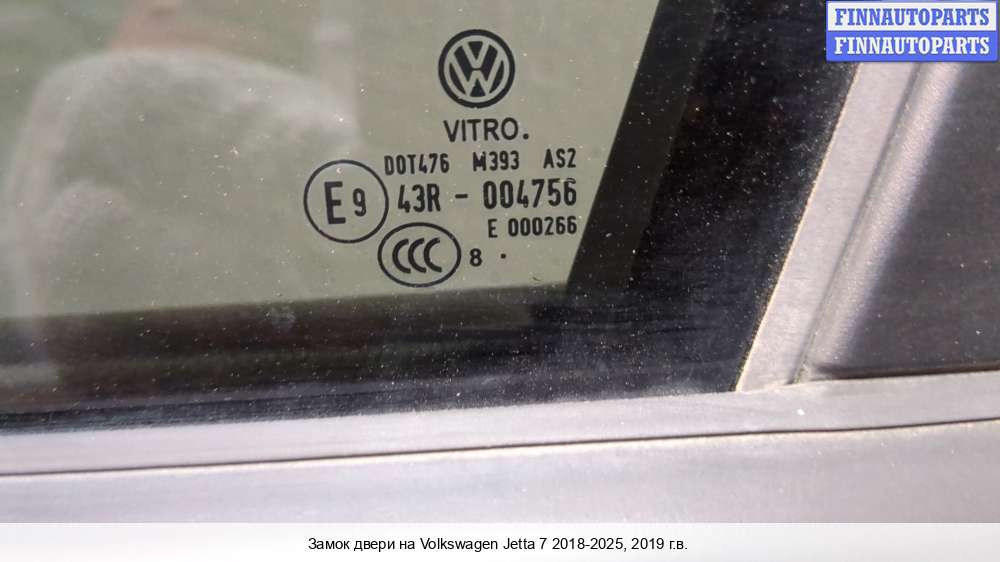 FINNAUTOPARTS
FINNAUTOPARTS
VW
VITRO.
DOT476 M393 AS2
E9 43R - 004756
E 000266
CCC 8 .
Замок двери на Volkswagen Jetta 7 2018-2025, 2019 г.в.